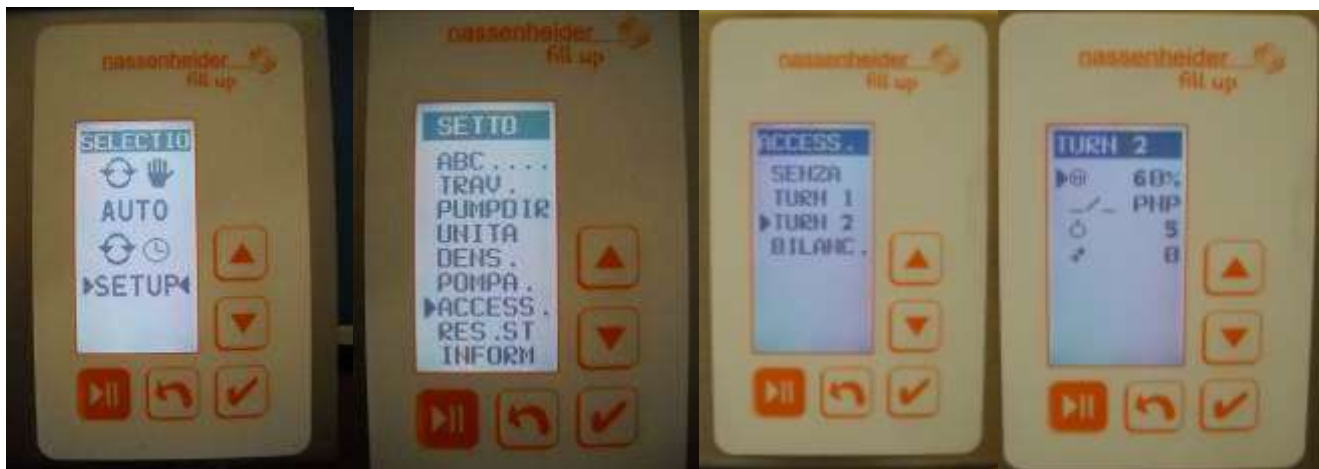 nassenheider
fill up
SELECTIO
AUTO
SETUP
nassenheider
fill up
SETTO
ABC....
TRAV.
PUMPDIR
UNITA
DENS.
POMPA.
ACCESS.
RES.ST
INFORM
nassenheider
fill up
ACCESS.
SENZA
TURN 1
TURN 2
BILANC.
nassenheider
fill up
TURN 2
60%
_/_ PNP
5
0